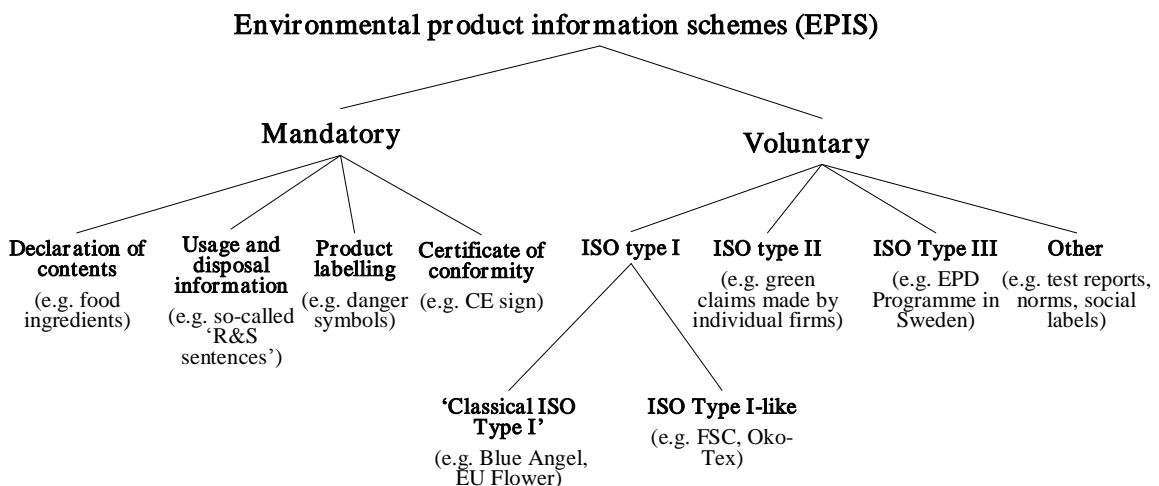 Environmental product information schemes (EPIS)
Mandatory
Voluntary
Declaration of
contents
(e.g. food
ingredients)
Usage and
disposal
information
(e.g. so-called
‘R&S
sentences’)
Product
labelling
(e.g. danger
symbols)
Certificate of
conformity
(e.g. CE sign)
ISO type I
ISO type II
(e.g. green
claims made by
individual firms)
ISO Type III
(e.g. EPD
Programme in
Sweden)
Other
(e.g. test reports,
norms, social
labels)
‘Classical ISO
Type I’
(e.g. Blue Angel,
EU Flower)
ISO Type I-like
(e.g. FSC, Oko-
Tex)